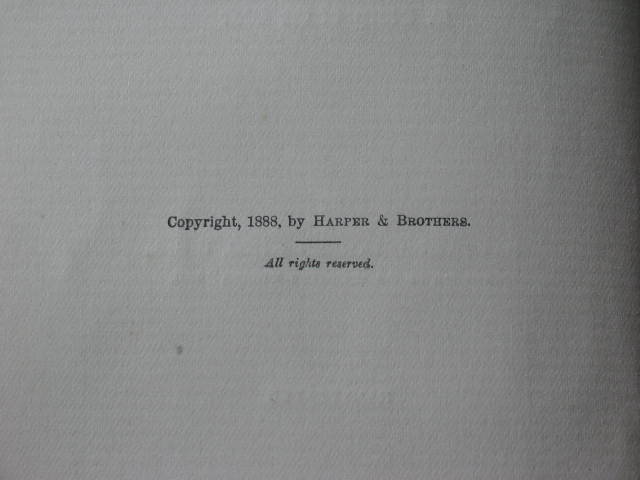 Copyright, 1888, by HARPER & BROTHERS.
All rights reserved.